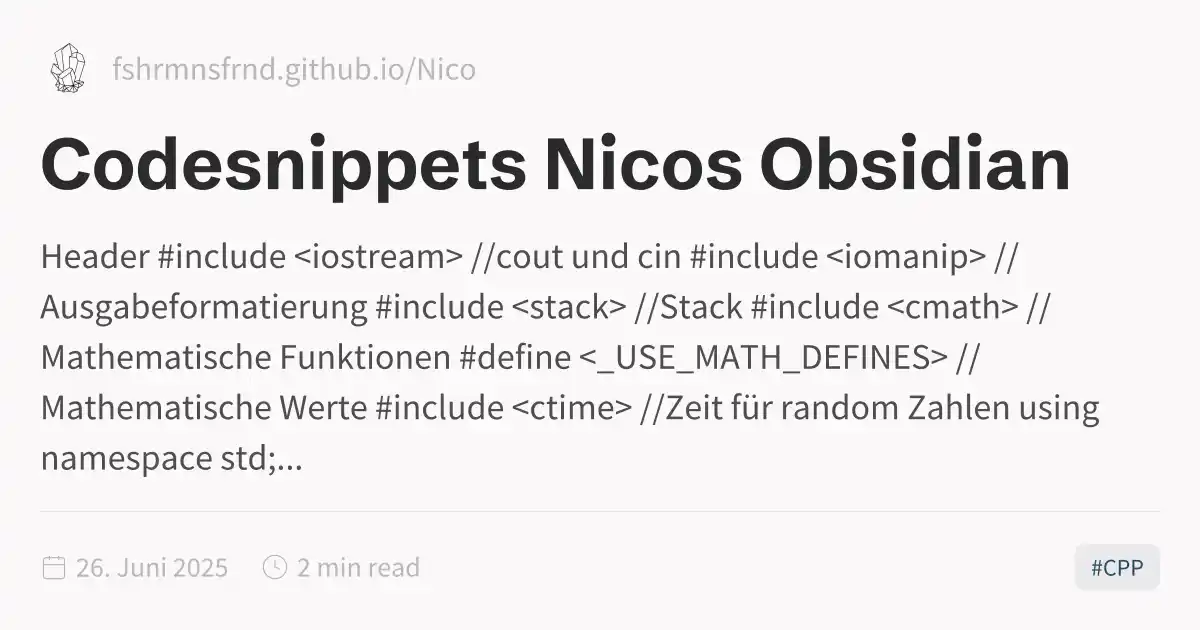 fshrmnsfrnd.github.io/Nico
Codesnippets Nicos Obsidian
Header #include <iostream> //cout und cin #include <iomanip> //
Ausgabeformatierung #include <stack> //Stack #include <cmath> //
Mathematische Funktionen #define <_USE_MATH_DEFINES> //
Mathematische Werte #include <ctime> //Zeit für random Zahlen using
namespace std;...
26. Juni 2025 2 min read #CPP